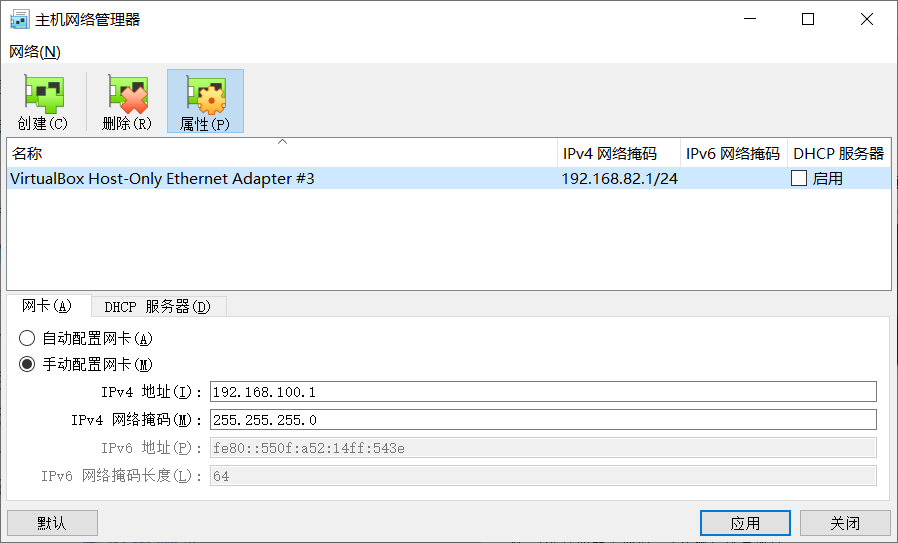 主机网络管理器
网络(N)
创建(C) 删除(R) 属性(P)
名称 IPv4 网络掩码 IPv6 网络掩码 DHCP 服务器
VirtualBox Host-Only Ethernet Adapter #3 192.168.82.1/24 启用
网卡(A) DHCP 服务器(D)
自动配置网卡(A)
手动配置网卡(M)
IPv4 地址(I): 192.168.100.1
IPv4 网络掩码(M): 255.255.255.0
IPv6 地址(P): fe80::550f:a52:14ff:543e
IPv6 网络掩码长度(L): 64
默认 应用 关闭